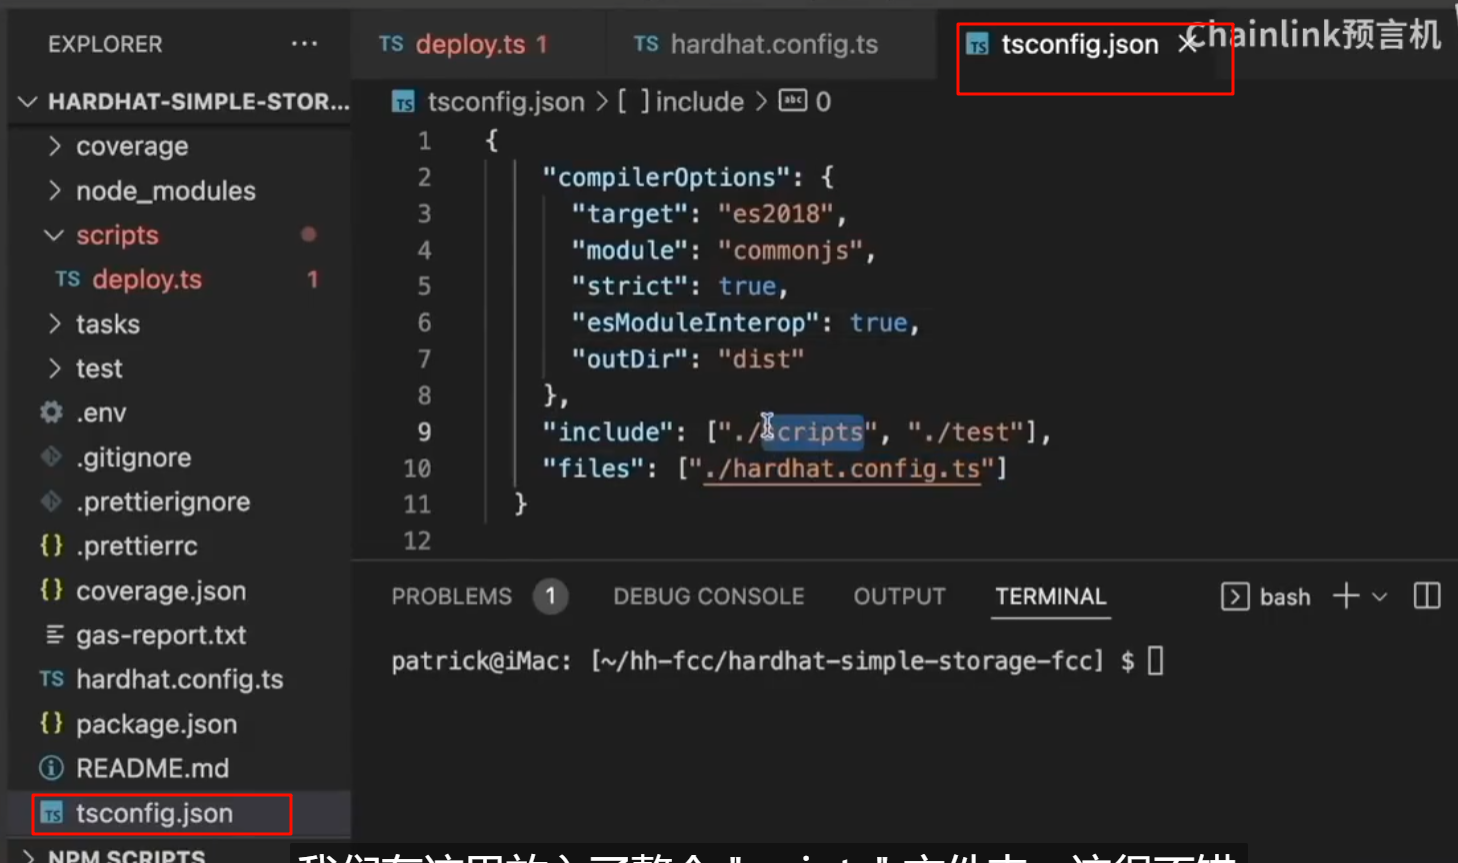 EXPLORER ···
TS deploy.ts 1
TS hardhat.config.ts
TS tsconfig.json ×
Chainlink预言机
HARDHAT-SIMPLE-STOR...
coverage
node_modules
scripts
TS deploy.ts 1
tasks
test
.env
.gitignore
.prettierignore
{} .prettierrc
{} coverage.json
gas-report.txt
TS hardhat.config.ts
{} package.json
README.md
TS tsconfig.json
NPM SCRIPTS
TS tsconfig.json > [ ] include > abc 0
1 {
2 "compilerOptions": {
3 "target": "es2018",
4 "module": "commonjs",
5 "strict": true,
6 "esModuleInterop": true,
7 "outDir": "dist"
8 },
9 "include": ["./scripts", "./test"],
10 "files": ["./hardhat.config.ts"]
11 }
12
PROBLEMS 1 DEBUG CONSOLE OUTPUT TERMINAL bash
patrick@iMac: [~/hh-fcc/hardhat-simple-storage-fcc] $